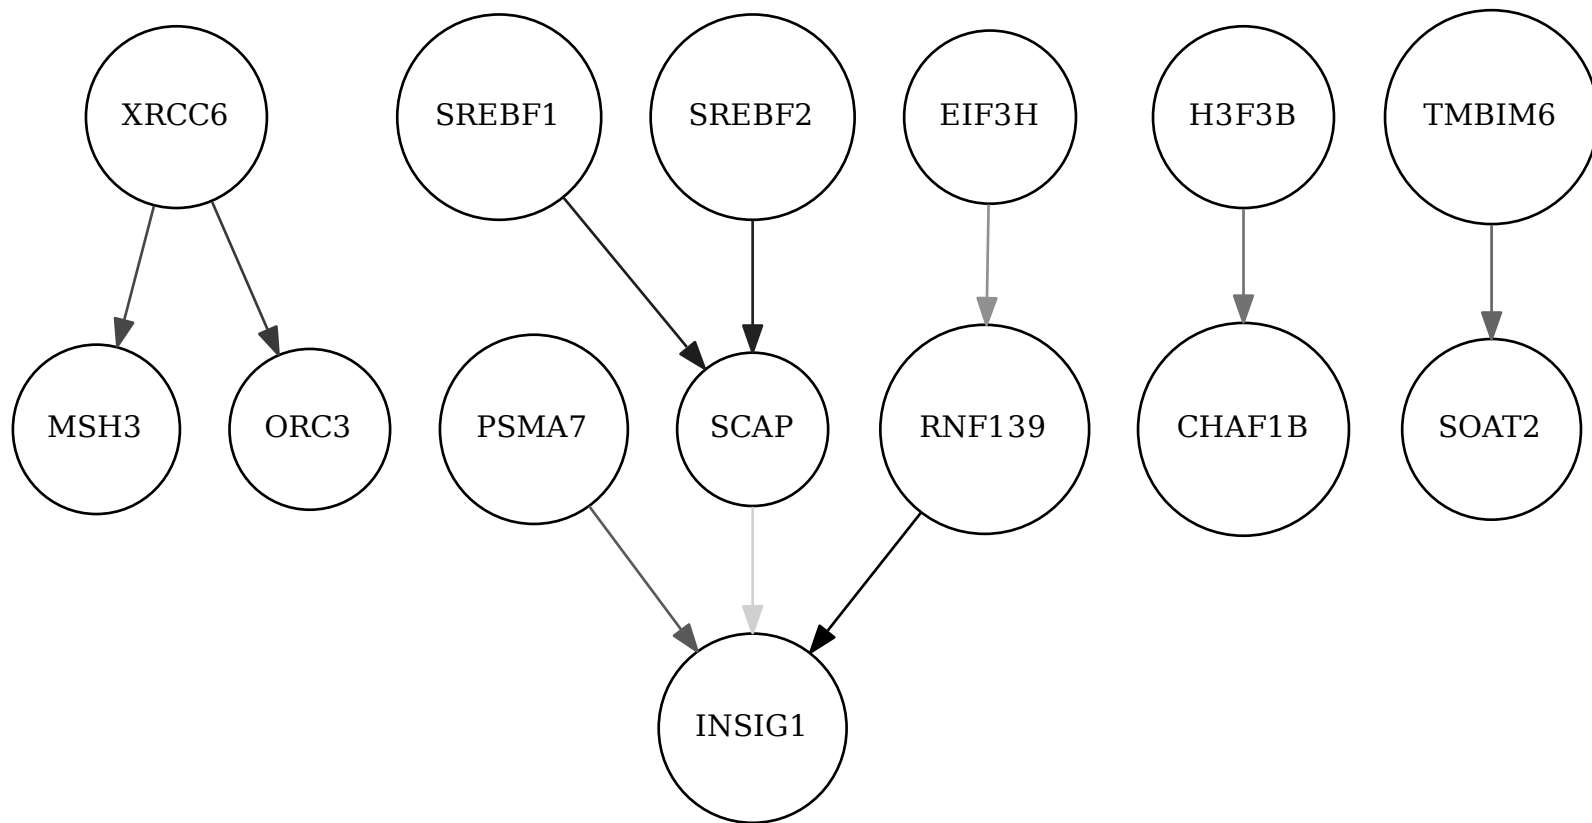 XRCC6
SREBF1
SREBF2
EIF3H
H3F3B
TMBIM6
MSH3
ORC3
PSMA7
SCAP
RNF139
CHAF1B
SOAT2
INSIG1